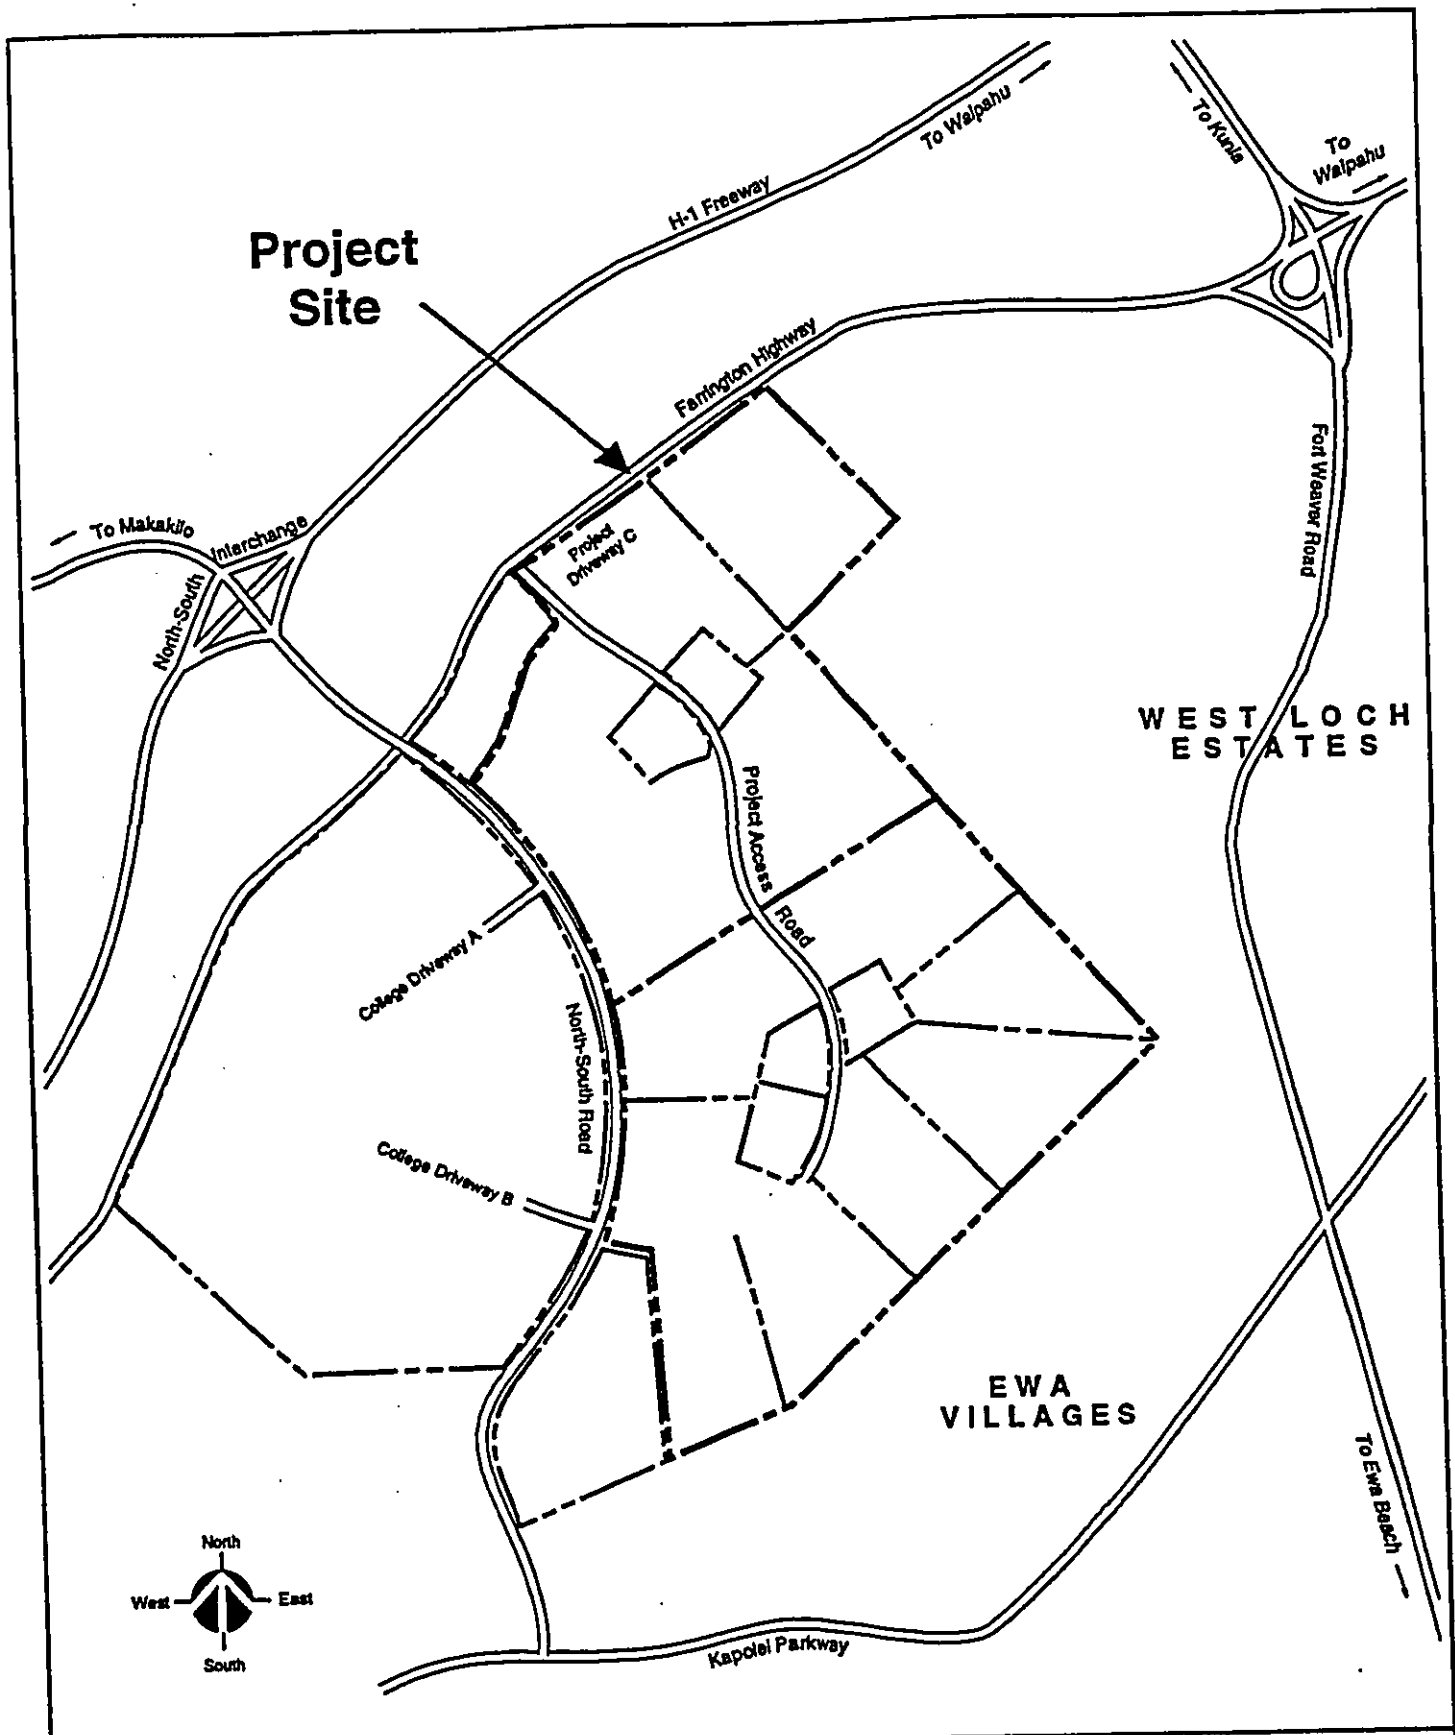 To Waipahu
To Kunia
To
Waipahu
H-1 Freeway
Project
Site
Farrington Highway
Fort Weaver Road
To Makakilo
Interchange
North-South
Project
Driveway C
WEST LOCH
ESTATES
Project Access
Road
College Driveway A
North-South Road
College Driveway B
EWA
VILLAGES
To Ewa Beach
North
West
East
South
Kapolei Parkway